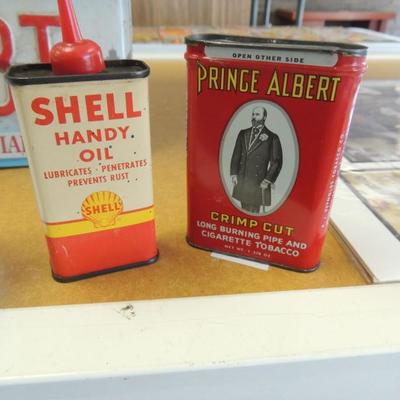 SHELL
HANDY
OIL
LUBRICATES · PENETRATES
PREVENTS RUST
SHELL
OPEN OTHER SIDE
PRINCE ALBERT
CRIMP CUT
LONG BURNING PIPE AND
CIGARETTE TOBACCO